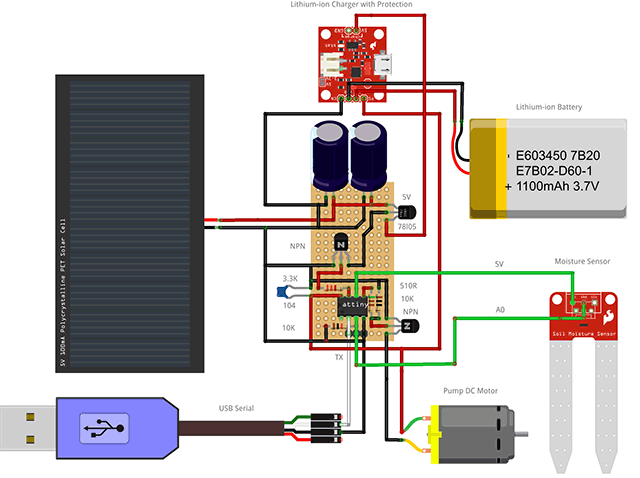 Lithium-ion Charger with Protection
Lithium-ion Battery
E603450 7B20
E7B02-D60-1
+ 1100mAh 3.7V
5V 100mA Polycrystalline PET Solar Cell
5V
78l05
NPN
N
3.3K
104
10K
attiny
510R
10K
NPN
N
TX
5V
A0
Moisture Sensor
Soil Moisture Sensor
USB Serial
Pump DC Motor